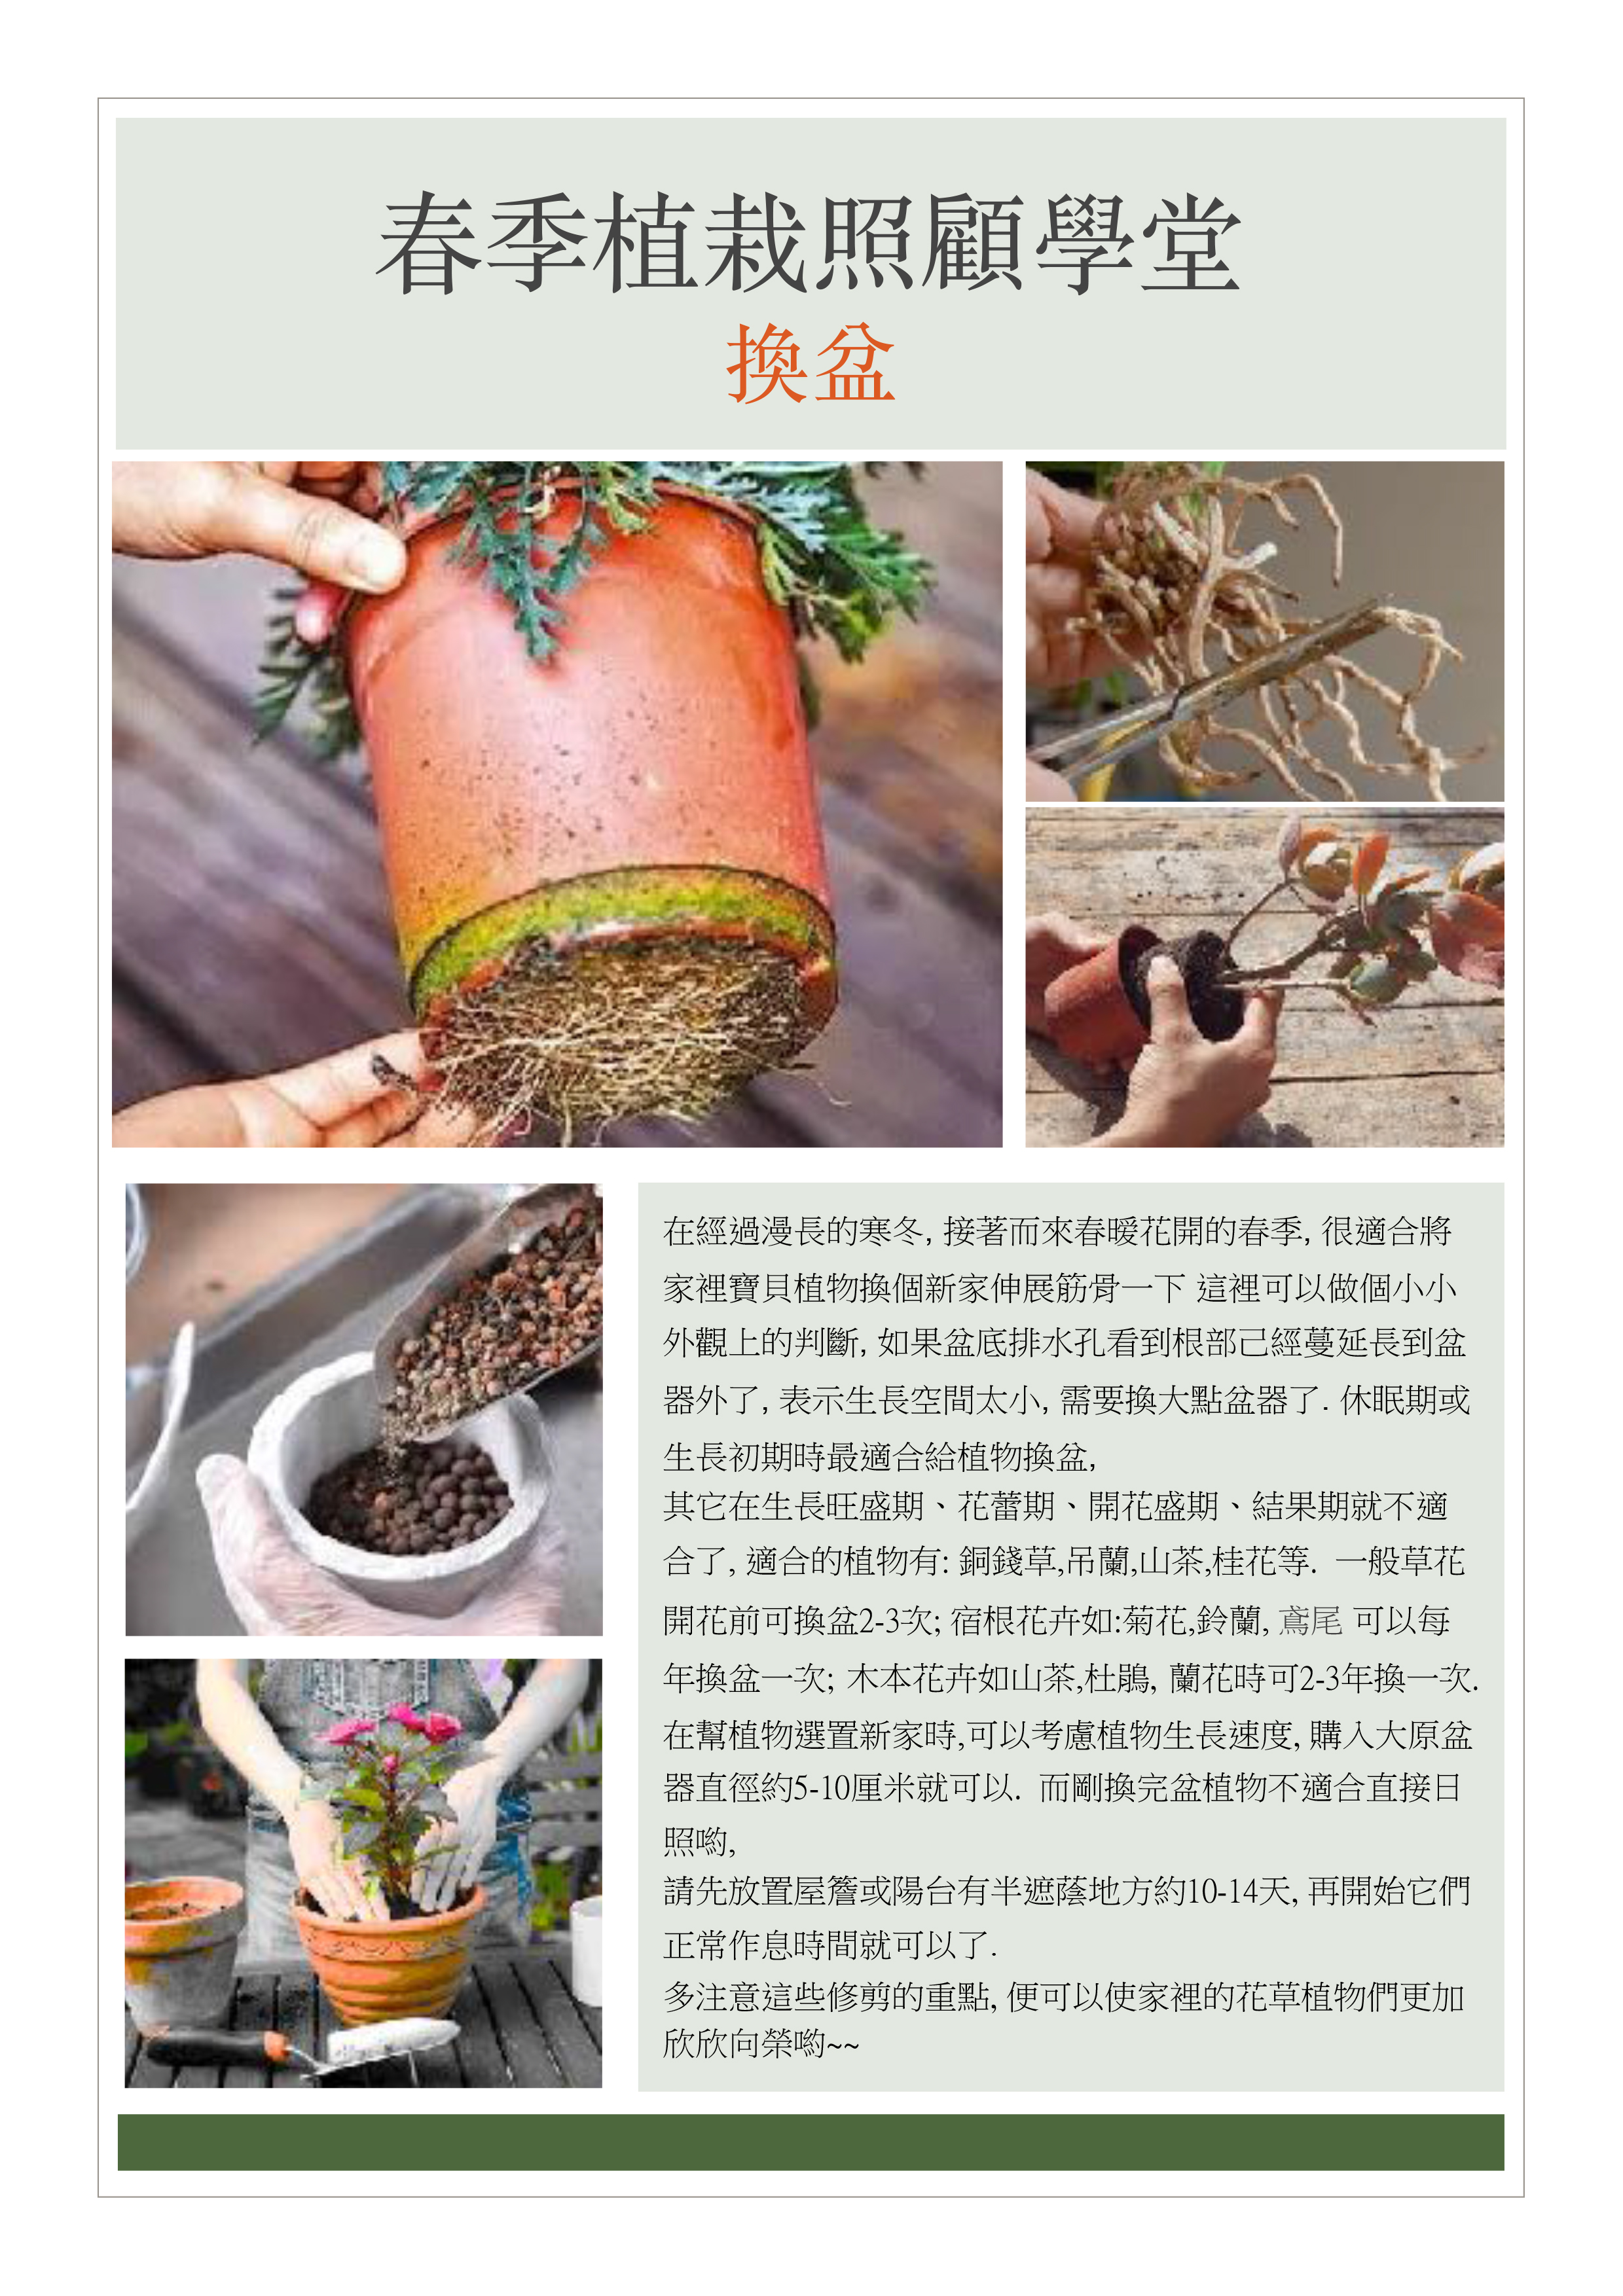 春季植栽照顧學堂
換盆
在經過漫長的寒冬, 接著而來春暖花開的春季, 很適合將
家裡寶貝植物換個新家伸展筋骨一下 這裡可以做個小小
外觀上的判斷, 如果盆底排水孔看到根部己經蔓延長到盆
器外了, 表示生長空間太小, 需要換大點盆器了. 休眠期或
生長初期時最適合給植物換盆,
其它在生長旺盛期、花蕾期、開花盛期、結果期就不適
合了, 適合的植物有: 銅錢草,吊蘭,山茶,桂花等. 一般草花
開花前可換盆2-3次; 宿根花卉如:菊花,鈴蘭, 鳶尾 可以每
年換盆一次; 木本花卉如山茶,杜鵑, 蘭花時可2-3年換一次.
在幫植物選置新家時,可以考慮植物生長速度, 購入大原盆
器直徑約5-10厘米就可以. 而剛換完盆植物不適合直接日
照喲,
請先放置屋簷或陽台有半遮蔭地方約10-14天, 再開始它們
正常作息時間就可以了.
多注意這些修剪的重點, 便可以使家裡的花草植物們更加
欣欣向榮喲~~